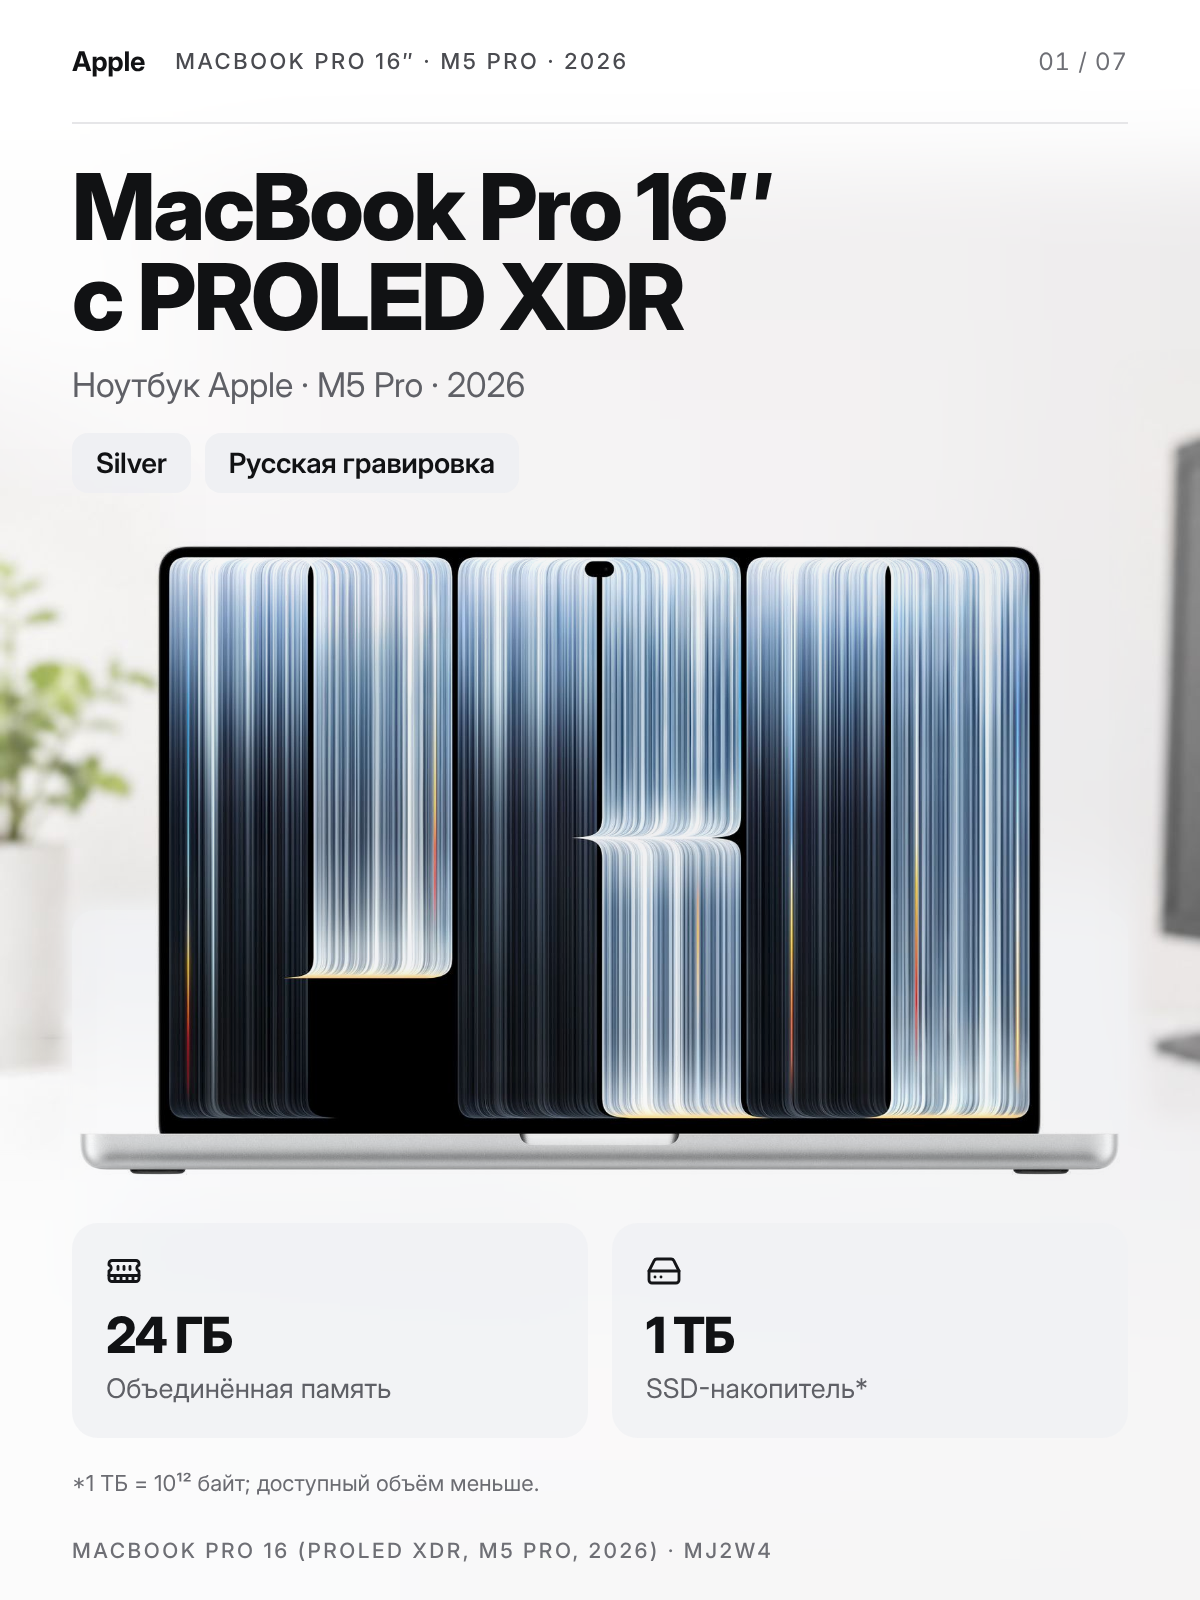 Apple MACBOOK PRO 16″ · M5 PRO · 2026 01 / 07
MacBook Pro 16″
с PROLED XDR
Ноутбук Apple · M5 Pro · 2026
Silver Русская гравировка
24 ГБ 1 ТБ
Объединённая память SSD-накопитель*
*1 ТБ = 10¹² байт; доступный объём меньше.
MACBOOK PRO 16 (PROLED XDR, M5 PRO, 2026) · MJ2W4